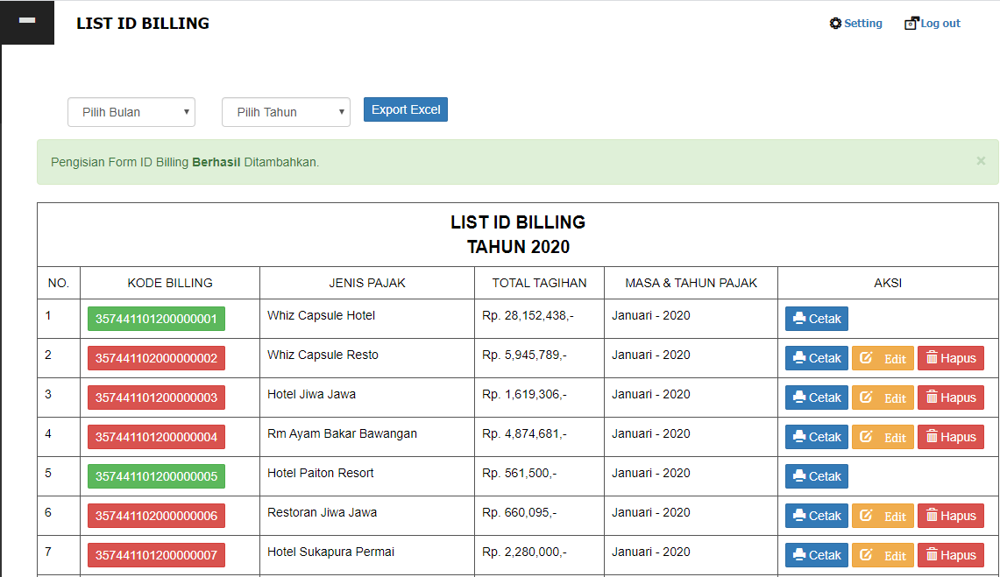 LIST ID BILLING
Setting
Log out
Pilih Bulan
Pilih Tahun
Export Excel
Pengisian Form ID Billing Berhasil Ditambahkan.
×
LIST ID BILLING
TAHUN 2020
NO. KODE BILLING JENIS PAJAK TOTAL TAGIHAN MASA & TAHUN PAJAK AKSI
1 357441101200000001 Whiz Capsule Hotel Rp. 28,152,438,- Januari - 2020 Cetak
2 357441102000000002 Whiz Capsule Resto Rp. 5,945,789,- Januari - 2020 Cetak Edit Hapus
3 357441101200000003 Hotel Jiwa Jawa Rp. 1,619,306,- Januari - 2020 Cetak Edit Hapus
4 357441101200000004 Rm Ayam Bakar Bawangan Rp. 4,874,681,- Januari - 2020 Cetak Edit Hapus
5 357441101200000005 Hotel Paiton Resort Rp. 561,500,- Januari - 2020 Cetak
6 357441102000000006 Restoran Jiwa Jawa Rp. 660,095,- Januari - 2020 Cetak Edit Hapus
7 357441101200000007 Hotel Sukapura Permai Rp. 2,280,000,- Januari - 2020 Cetak Edit Hapus